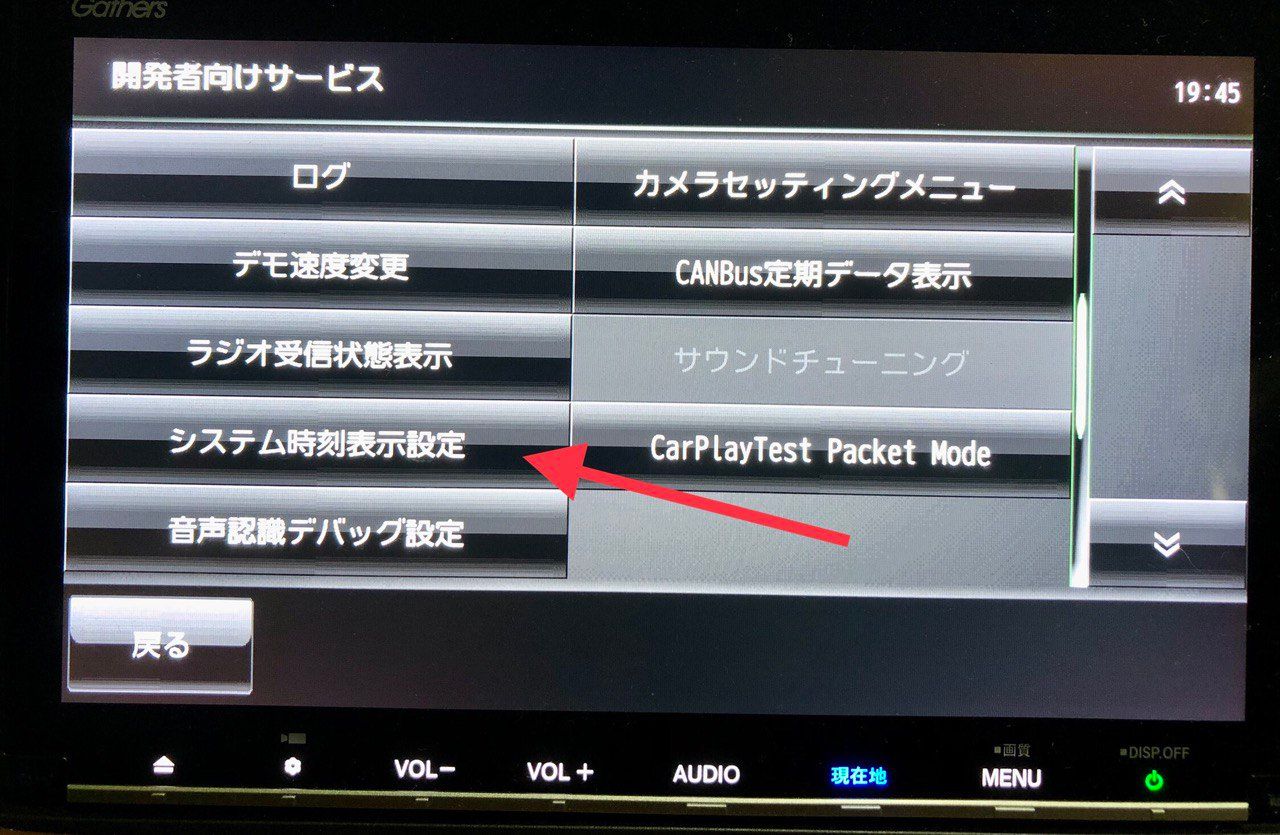 Gathers
開発者向けサービス
19:45
ログ
カメラセッティングメニュー
デモ速度変更
CANBus定期データ表示
ラジオ受信状態表示
サウンドチューニング
システム時刻表示設定
CarPlayTest Packet Mode
音声認識デバッグ設定
戻る
VOL−
VOL +
AUDIO
現在地
■画質
MENU
■DISP.OFF